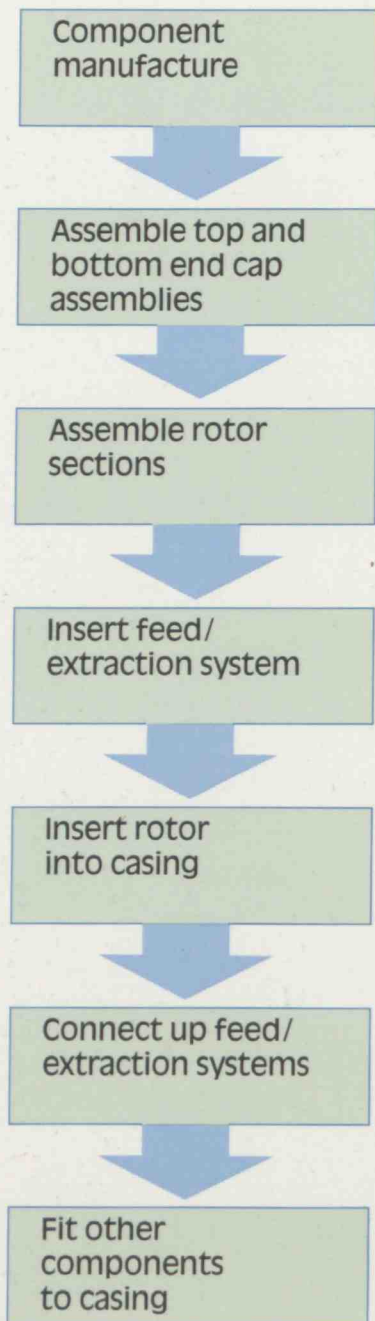 Component
manufacture
Assemble top and
bottom end cap
assemblies
Assemble rotor
sections
Insert feed/
extraction system
Insert rotor
into casing
Connect up feed/
extraction systems
Fit other
components
to casing